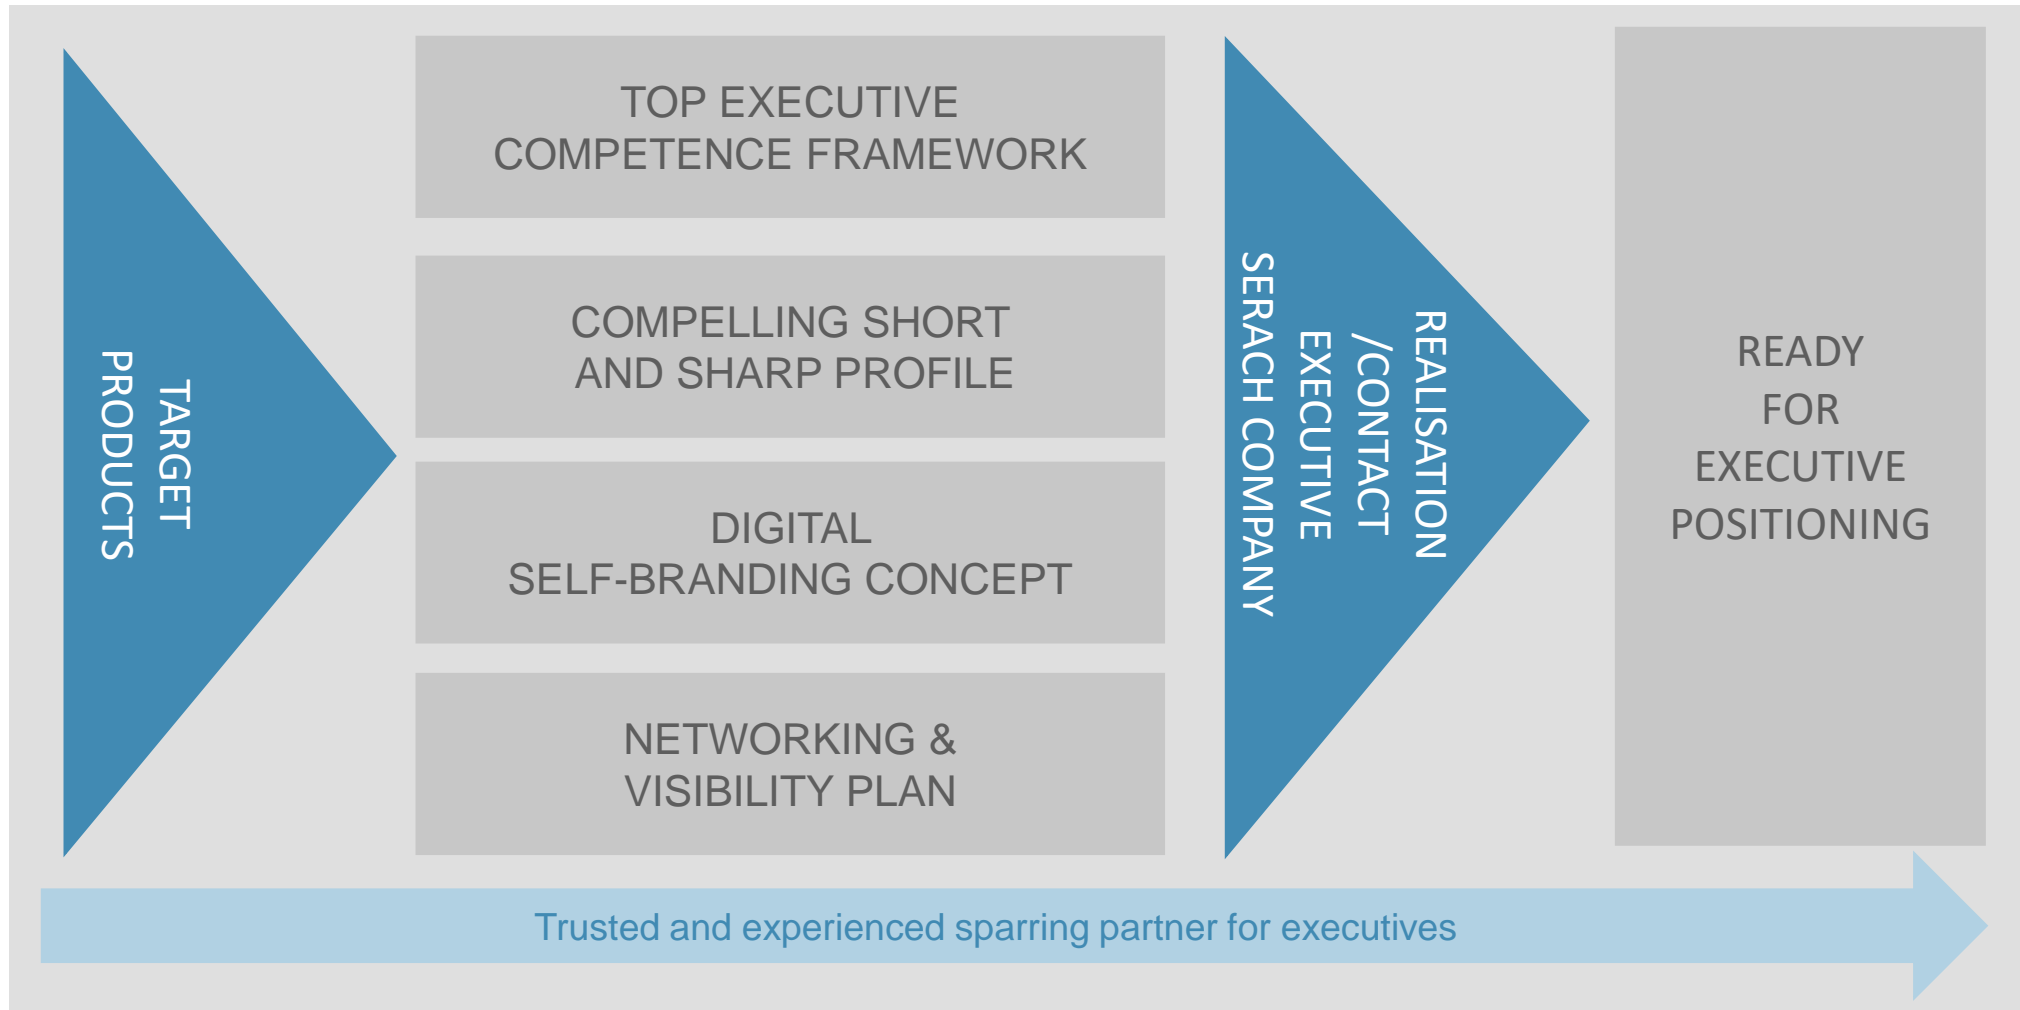 TARGET
PRODUCTS
TOP EXECUTIVE
COMPETENCE FRAMEWORK
COMPELLING SHORT
AND SHARP PROFILE
DIGITAL
SELF-BRANDING CONCEPT
NETWORKING &
VISIBILITY PLAN
REALISATION
/CONTACT
EXECUTIVE
SERACH COMPANY
READY
FOR
EXECUTIVE
POSITIONING
Trusted and experienced sparring partner for executives